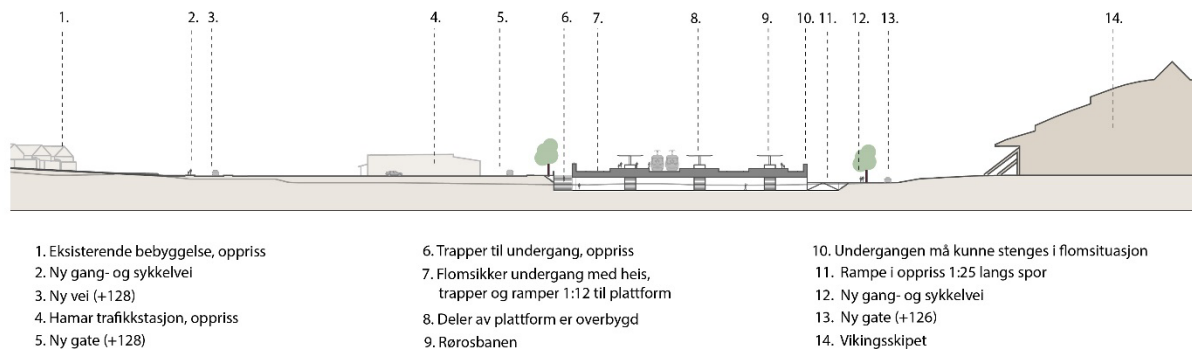 1. 2. 3. 4. 5. 6. 7. 8. 9. 10. 11. 12. 13. 14.
1. Eksisterende bebyggelse, oppriss
2. Ny gang- og sykkelvei
3. Ny vei (+128)
4. Hamar trafikkstasjon, oppriss
5. Ny gate (+128)
6. Trapper til undergang, oppriss
7. Flomsikker undergang med heis,
trapper og ramper 1:12 til plattform
8. Deler av plattform er overbygd
9. Rørosbanen
10. Undergangen må kunne stenges i flomsituasjon
11. Rampe i oppriss 1:25 langs spor
12. Ny gang- og sykkelvei
13. Ny gate (+126)
14. Vikingskipet